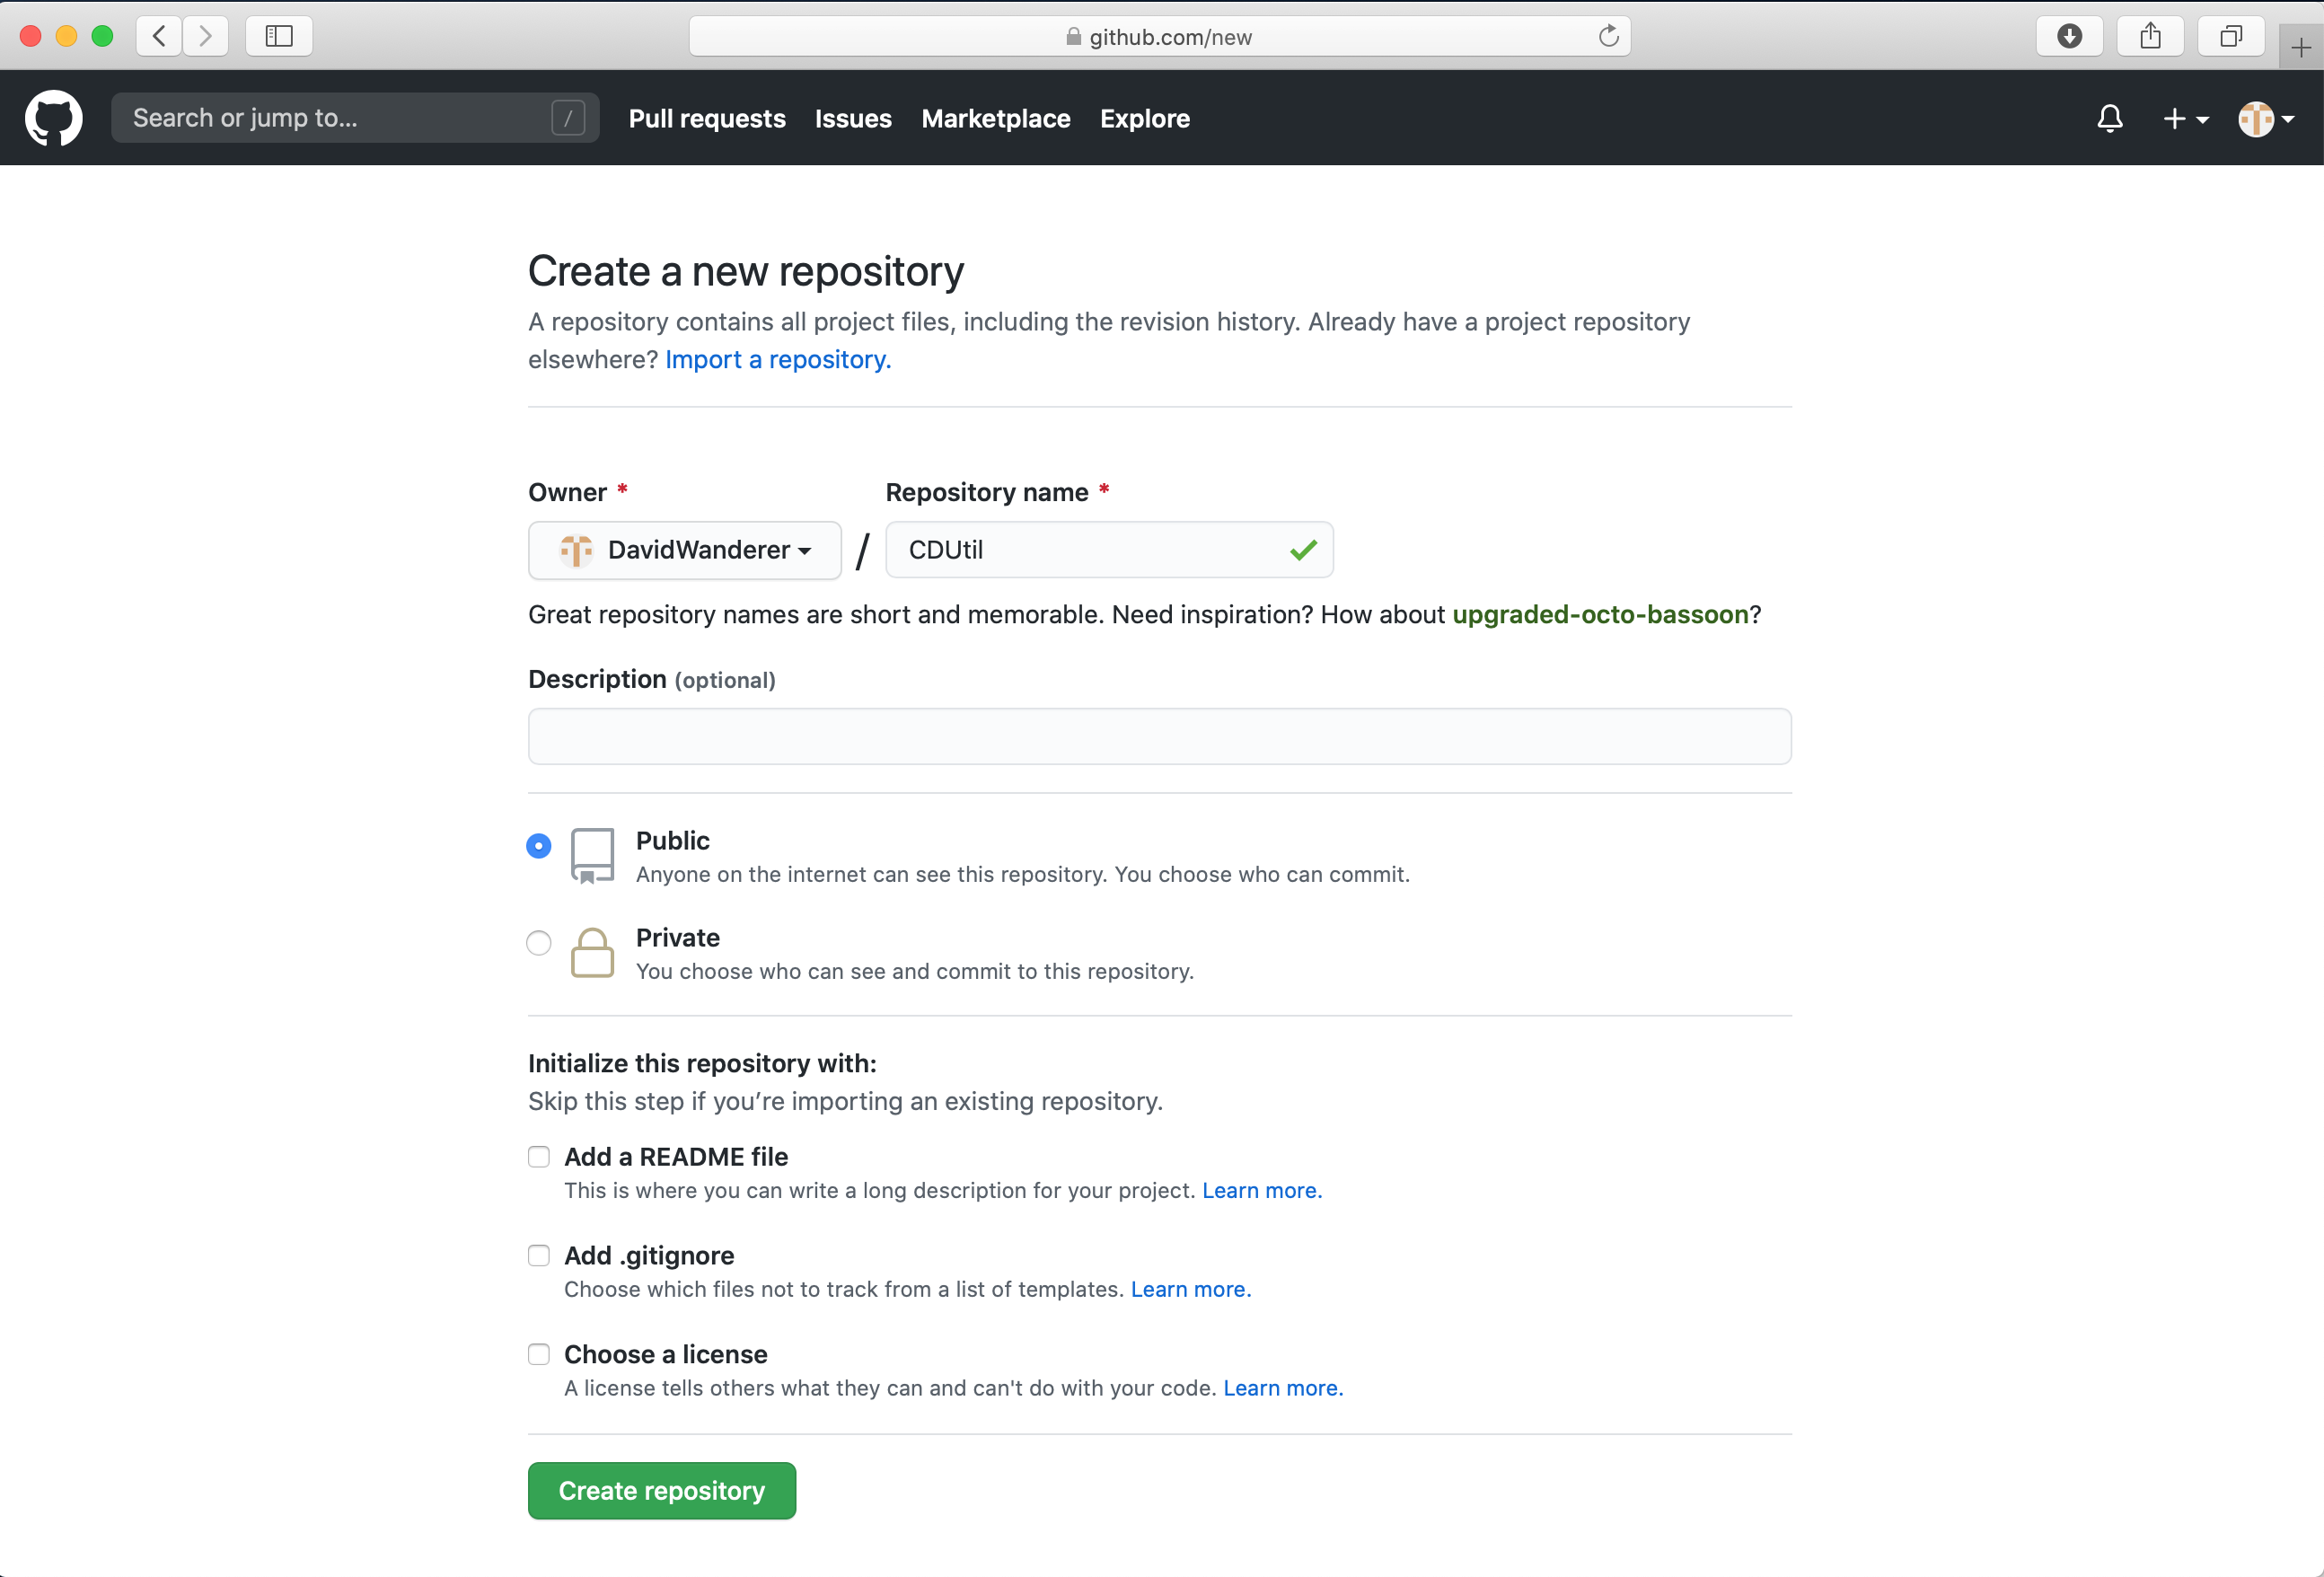 github.com/new
Search or jump to... /
Pull requests Issues Marketplace Explore
Create a new repository
A repository contains all project files, including the revision history. Already have a project repository
elsewhere? Import a repository.
Owner * Repository name *
DavidWanderer / CDUtil
Great repository names are short and memorable. Need inspiration? How about upgraded-octo-bassoon?
Description (optional)
Public
Anyone on the internet can see this repository. You choose who can commit.
Private
You choose who can see and commit to this repository.
Initialize this repository with:
Skip this step if you’re importing an existing repository.
Add a README file
This is where you can write a long description for your project. Learn more.
Add .gitignore
Choose which files not to track from a list of templates. Learn more.
Choose a license
A license tells others what they can and can't do with your code. Learn more.
Create repository